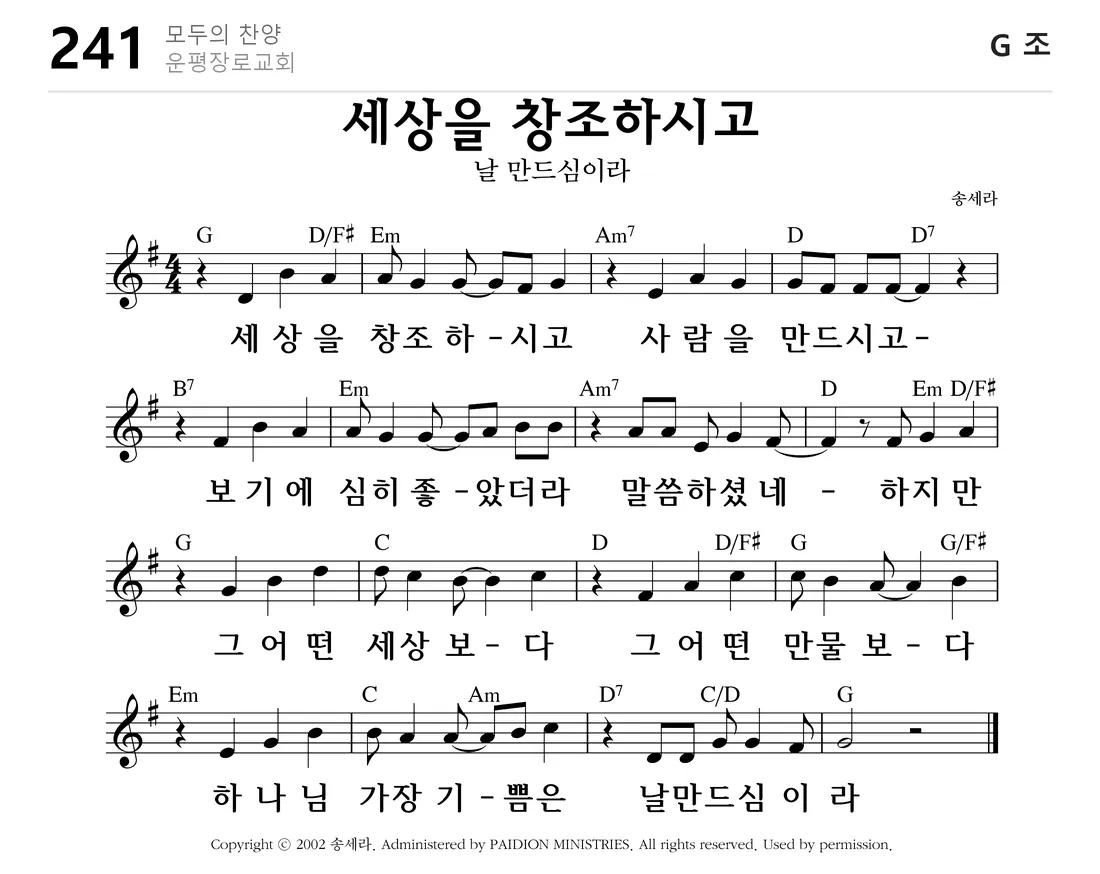 241
모두의 찬양
운평장로교회
G 조
세상을 창조하시고
날 만드심이라
송세라
G D/F♯ Em Am7 D D7
세 상 을 창조 하 -시고 사 람 을 만드시고-
B7 Em Am7 D Em D/F♯
보 기 에 심히 좋 -았더라 말씀하셨 네 - 하지 만
G C D D/F♯ G G/F♯
그 어 떤 세상 보- 다 그 어 떤 만물 보 - 다
Em C Am D7 C/D G
하 나 님 가장 기 -쁨은 날만드심 이 라
Copyright ⓒ 2002 송세라. Administered by PAIDION MINISTRIES. All rights reserved. Used by permission.